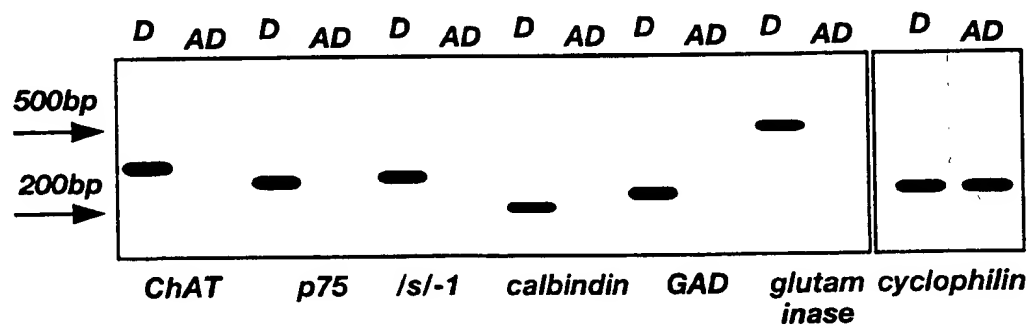 D AD D AD D AD D AD D AD D AD D AD
500bp
200bp
ChAT p75 /s/-1 calbindin GAD glutam cyclophilin
inase